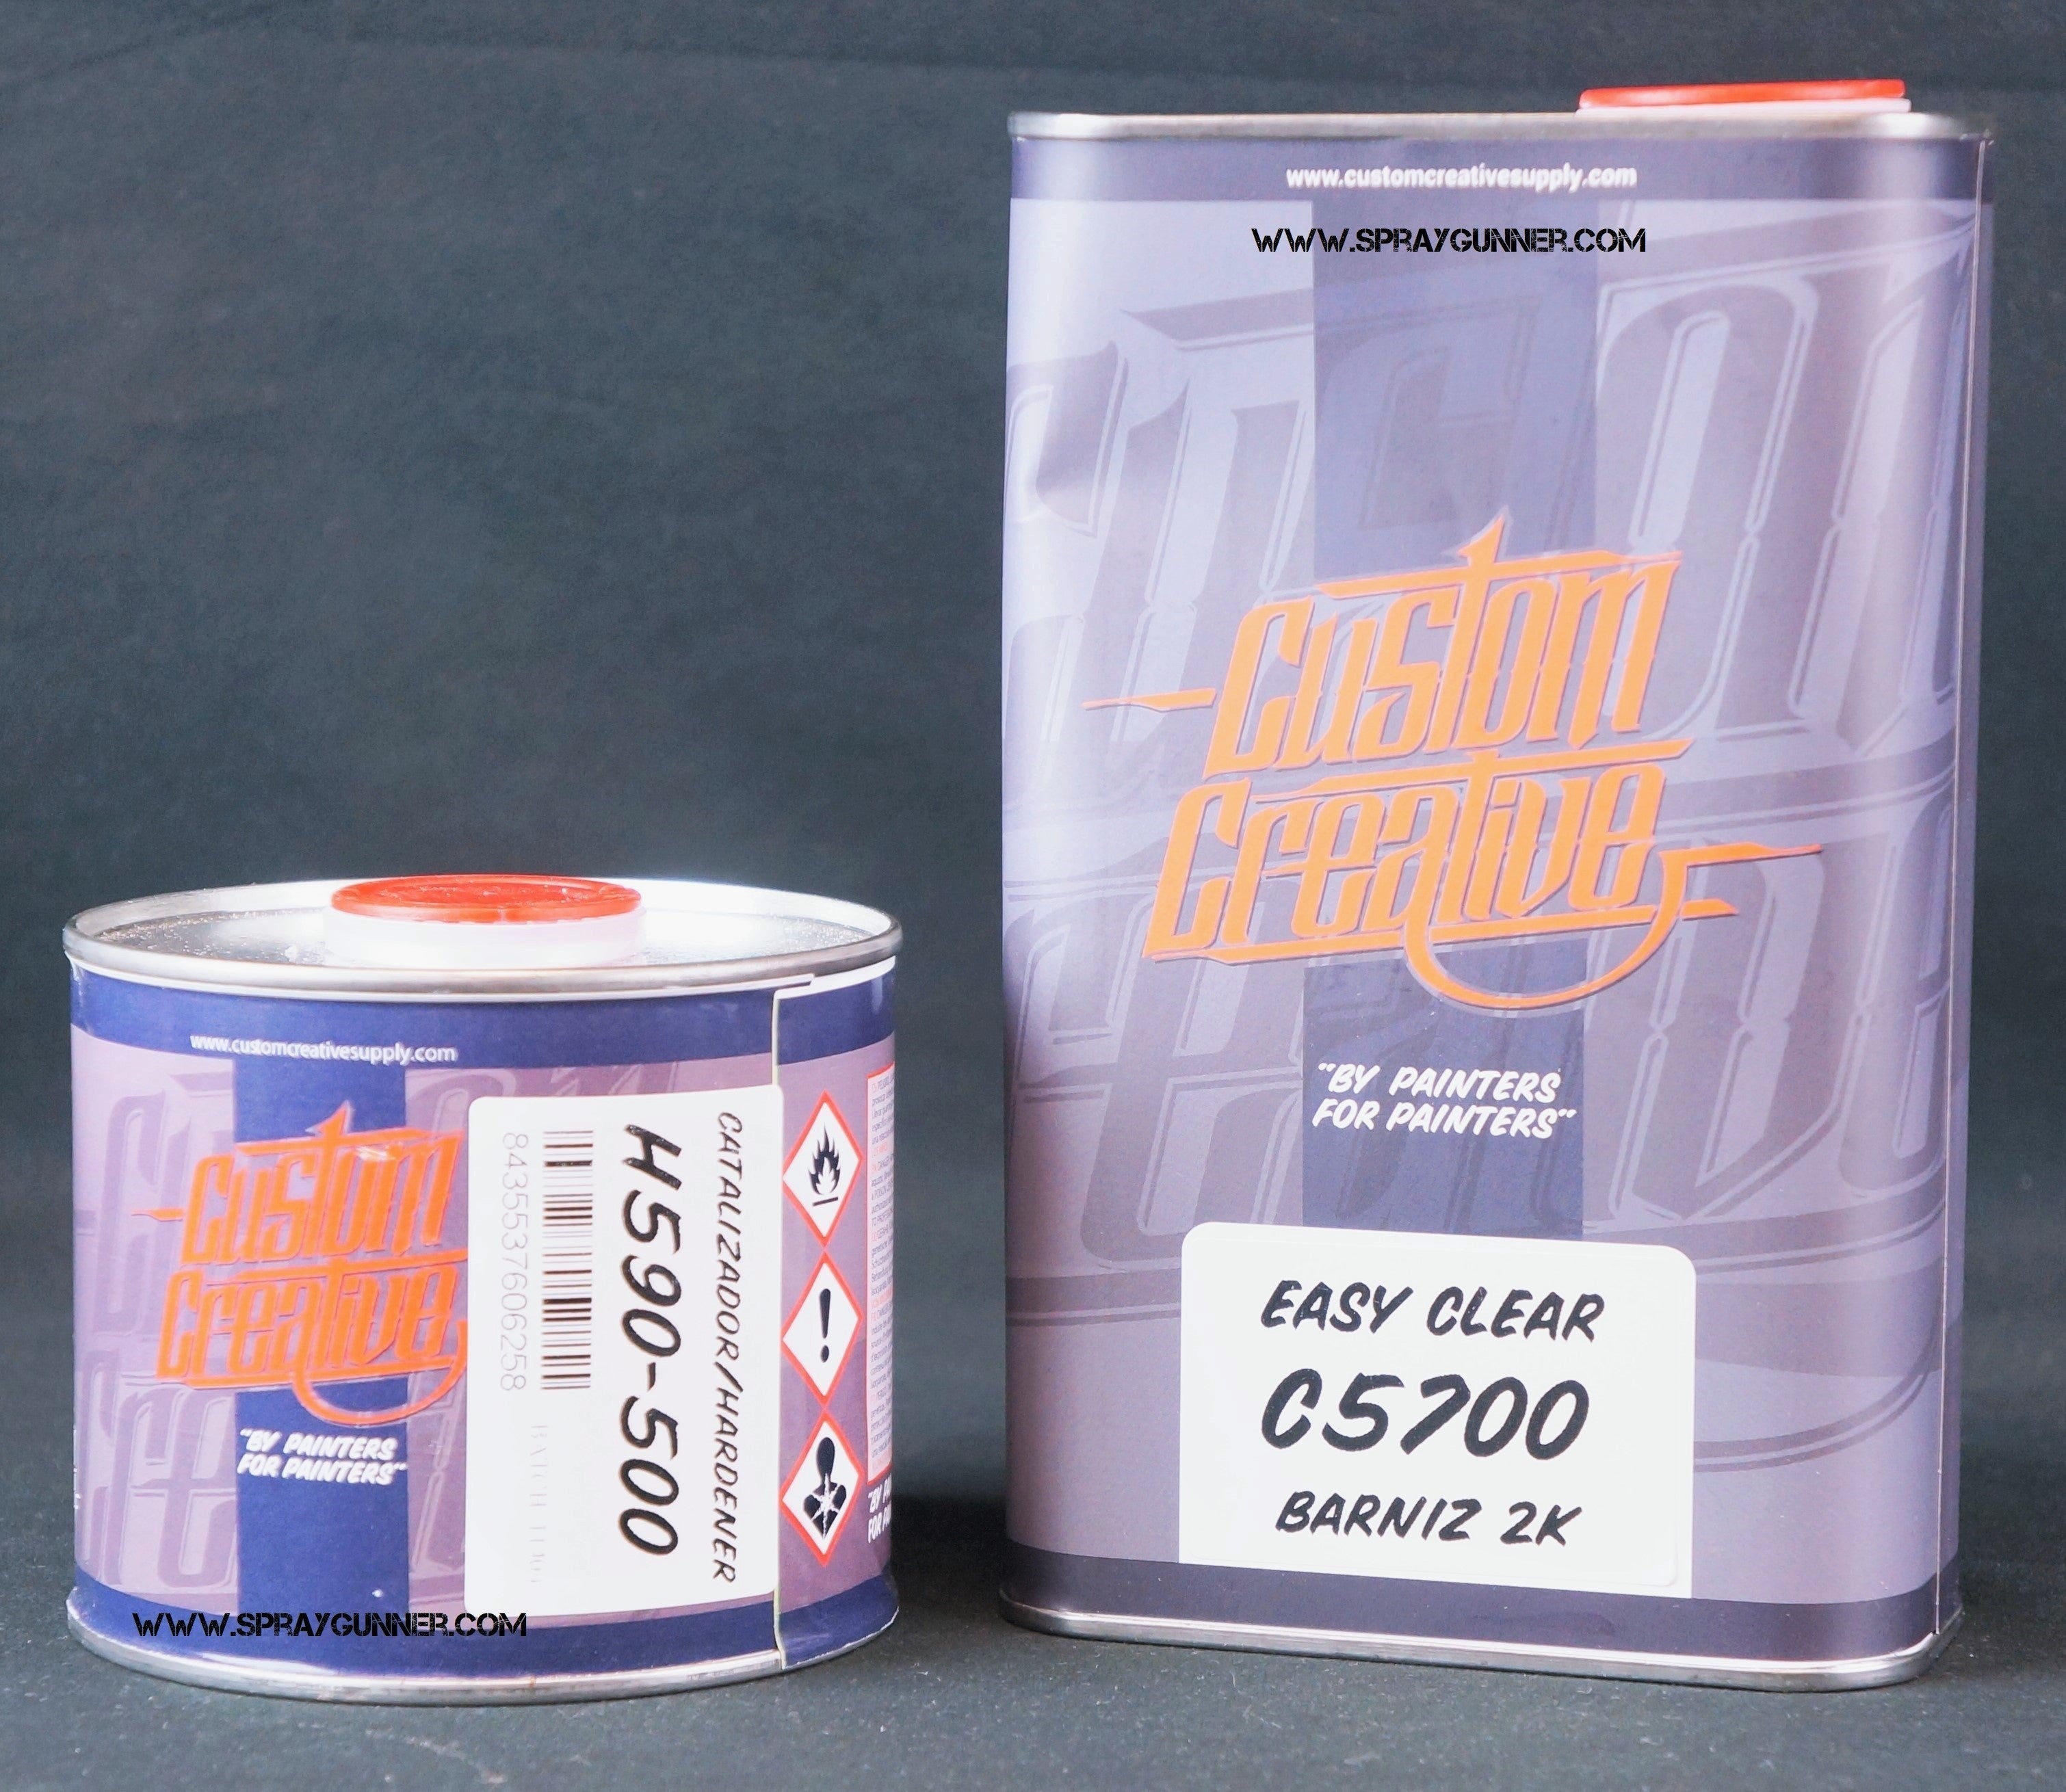 www.customcreativesupply.com
WWW.SPRAYGUNNER.COM
Custom
Creative
"BY PAINTERS
FOR PAINTERS"
EASY CLEAR
C5700
BARNIZ 2K
www.customcreativesupply.com
Custom
Creative
"BY PAINTERS
FOR PAINTERS"
CATALIZADOR/HARDENER
H590-500
8435537606258
BATCH
WWW.SPRAYGUNNER.COM